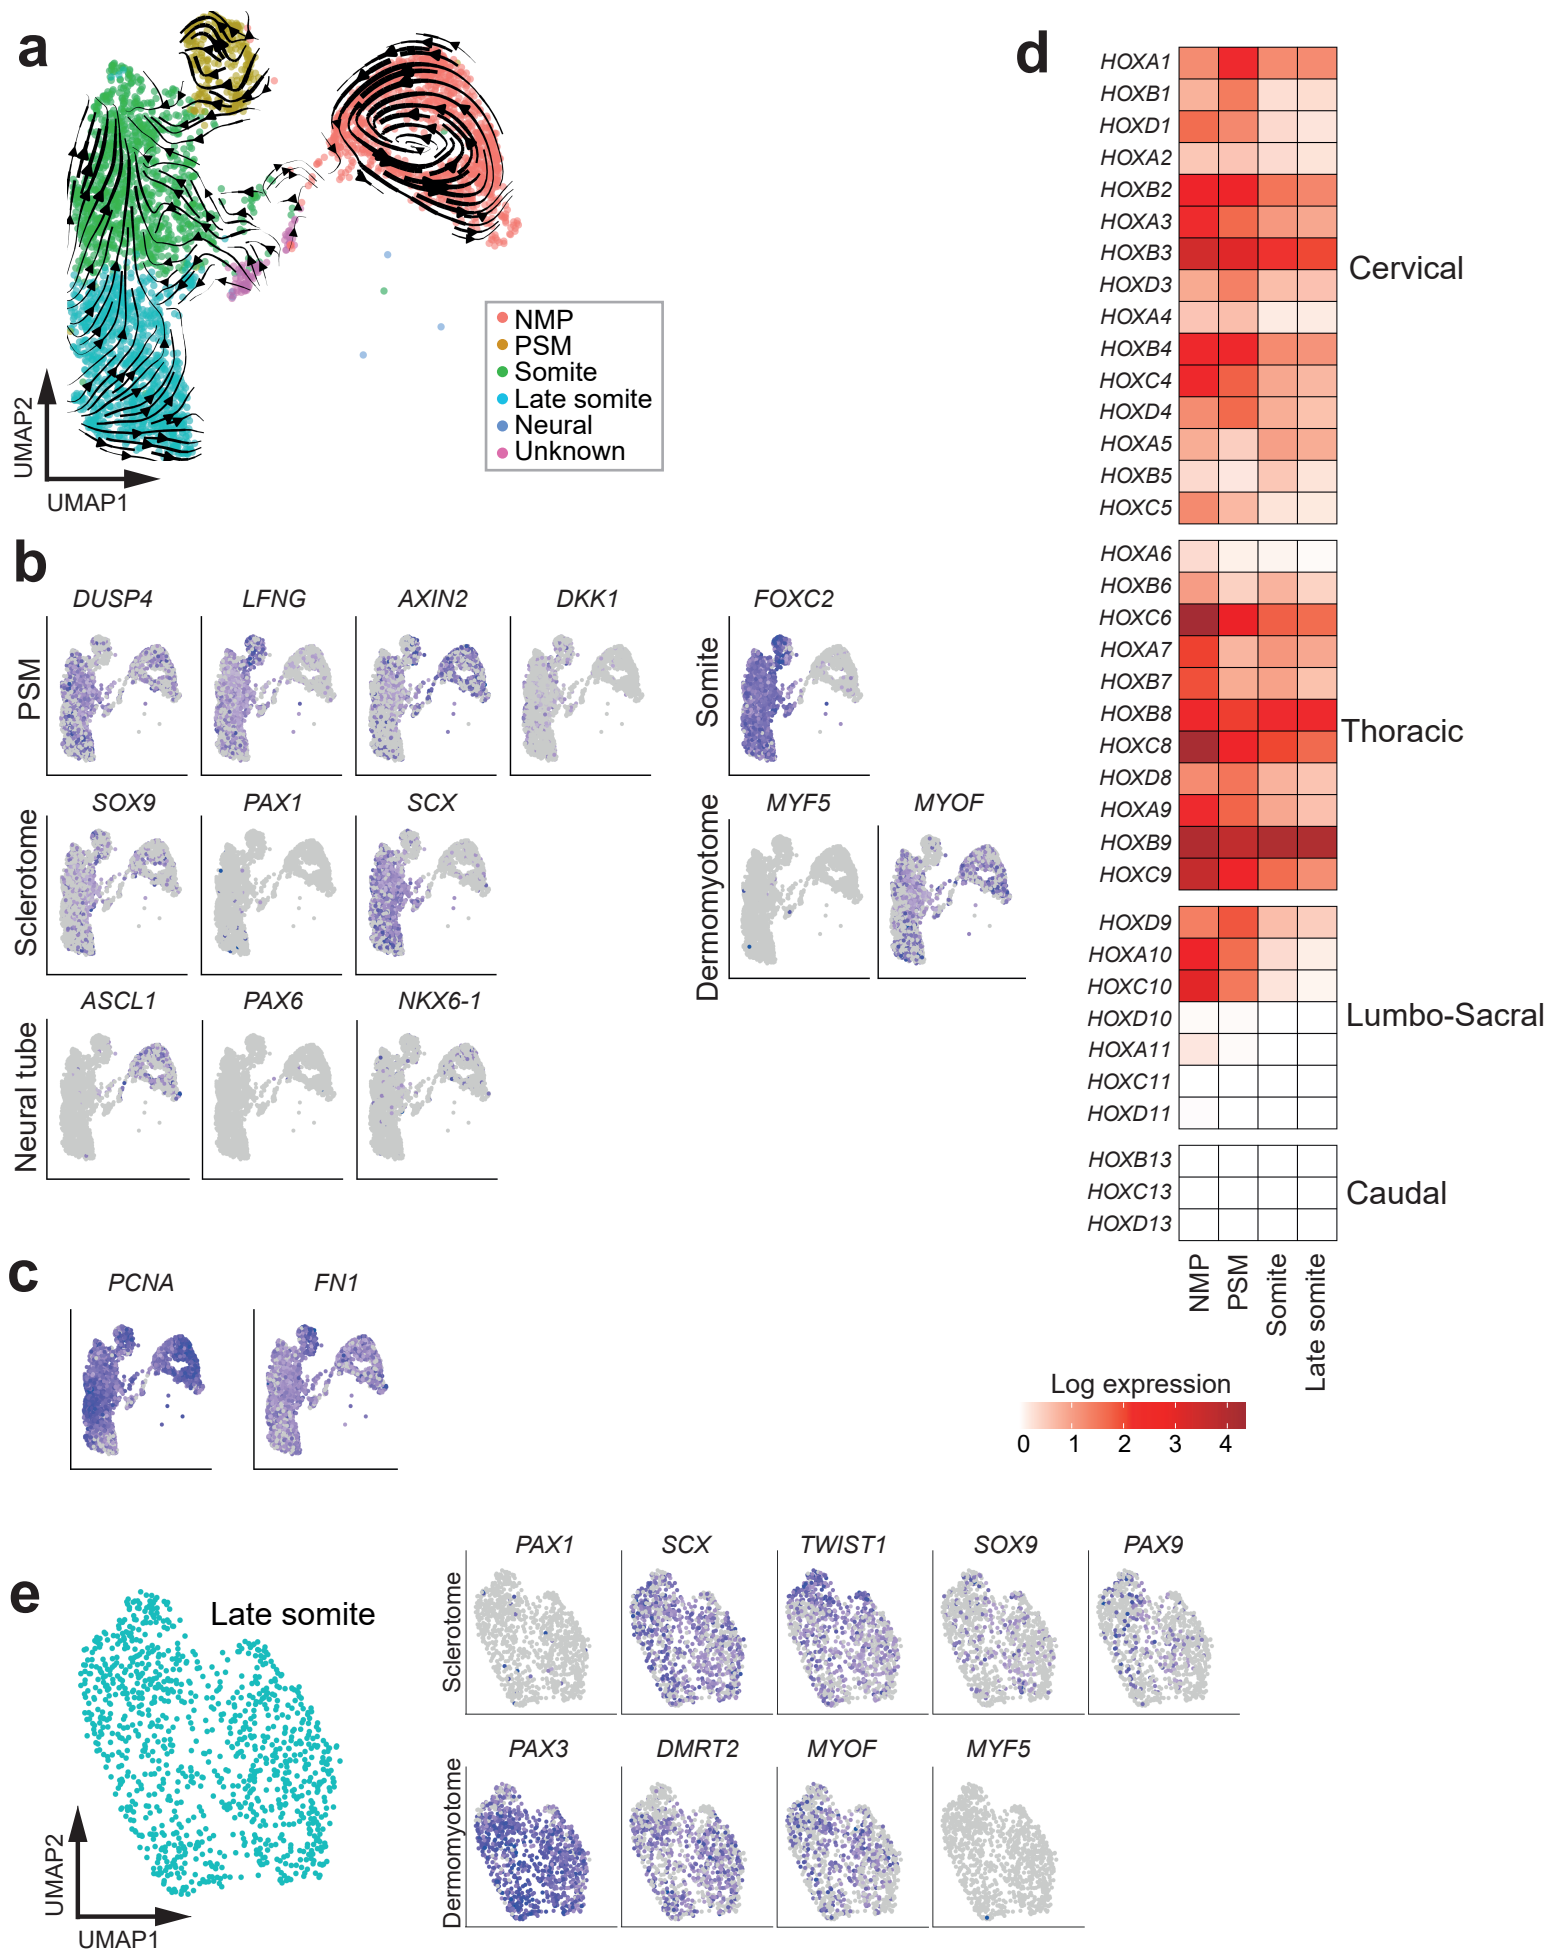 a
NMP
PSM
Somite
Late somite
Neural
Unknown
UMAP2
UMAP1
b
PSM
DUSP4
LFNG
AXIN2
DKK1
Somite
FOXC2
Sclerotome
SOX9
PAX1
SCX
Dermomyotome
MYF5
MYOF
Neural tube
ASCL1
PAX6
NKX6-1
c
PCNA
FN1
d
HOXA1
HOXB1
HOXD1
HOXA2
HOXB2
HOXA3
HOXB3
HOXD3
HOXA4
HOXB4
HOXC4
HOXD4
HOXA5
HOXB5
HOXC5
Cervical
HOXA6
HOXB6
HOXC6
HOXA7
HOXB7
HOXB8
HOXC8
HOXD8
HOXA9
HOXB9
HOXC9
Thoracic
HOXD9
HOXA10
HOXC10
HOXD10
HOXA11
HOXC11
HOXD11
Lumbo-Sacral
HOXB13
HOXC13
HOXD13
Caudal
NMP
PSM
Somite
Late somite
Log expression
0 1 2 3 4
e
Late somite
UMAP2
UMAP1
Sclerotome
PAX1
SCX
TWIST1
SOX9
PAX9
Dermomyotome
PAX3
DMRT2
MYOF
MYF5